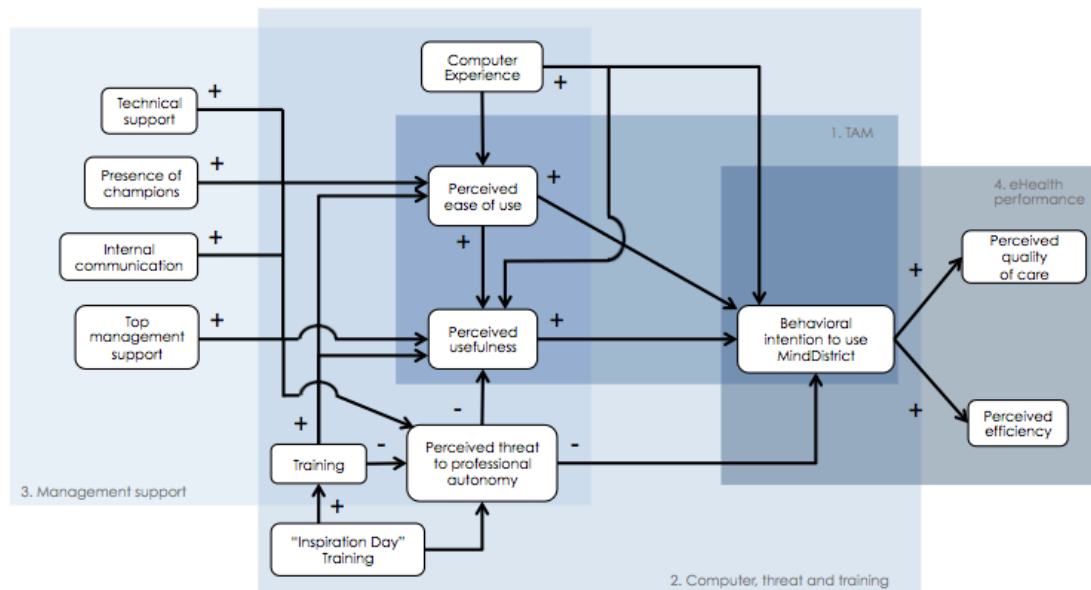 Computer
Experience
+
+
Technical
support
1. TAM
+
Presence of
champions
Perceived
ease of use
+
4. eHealth
performance
+
Internal
communication
+
Perceived
quality
of care
+
Top
management
support
+
Perceived
usefulness
+
Behavioral
intention to use
MindDistrict
-
+
Perceived
efficiency
+
Training
-
Perceived threat
to professional
autonomy
-
3. Management support
+
“Inspiration Day”
Training
2. Computer, threat and training